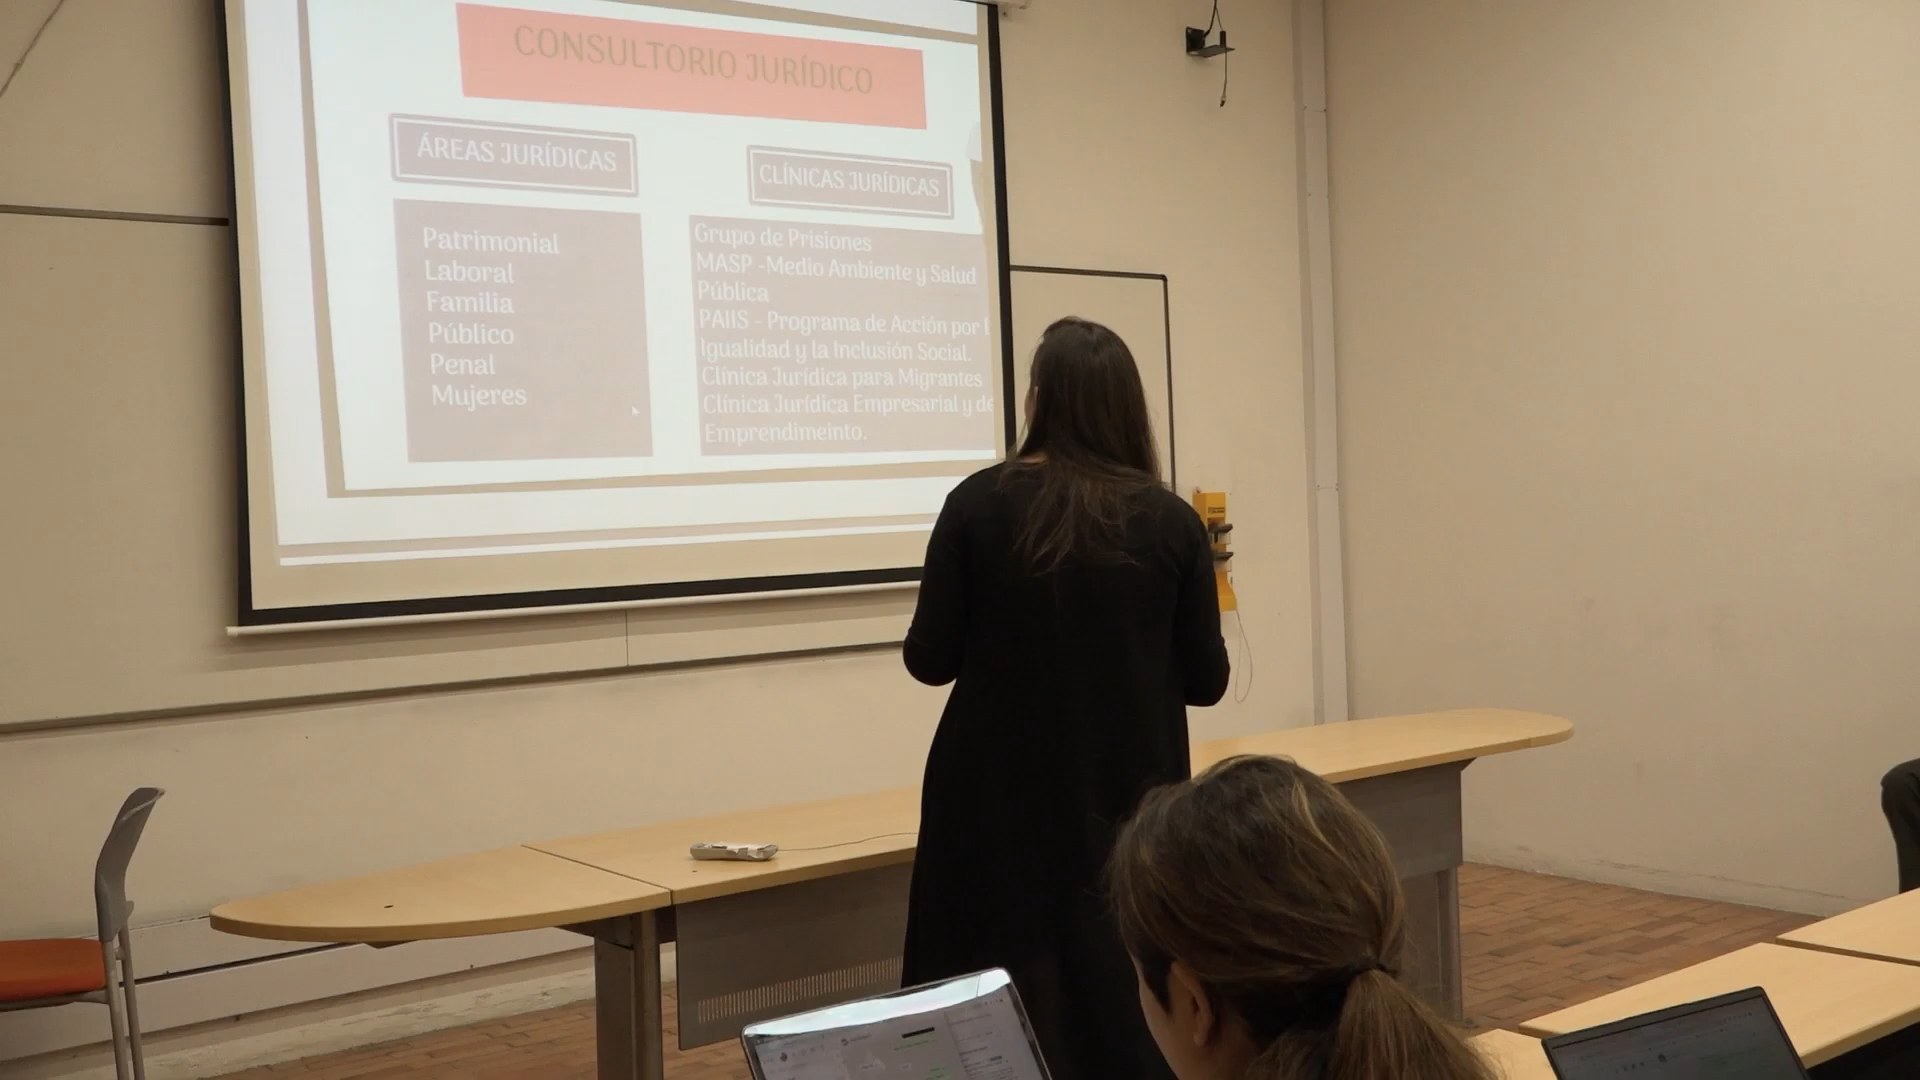 CONSULTORIO JURÍDICO
ÁREAS JURÍDICAS
Patrimonial
Laboral
Familia
Público
Penal
Mujeres
CLÍNICAS JURÍDICAS
Grupo de Prisiones
MASP -Medio Ambiente y Salud
Pública
PAIIS - Programa de Acción por
Igualdad y la Inclusión Social.
Clínica Jurídica para Migrantes
Clínica Jurídica Empresarial y de
Emprendimeinto.